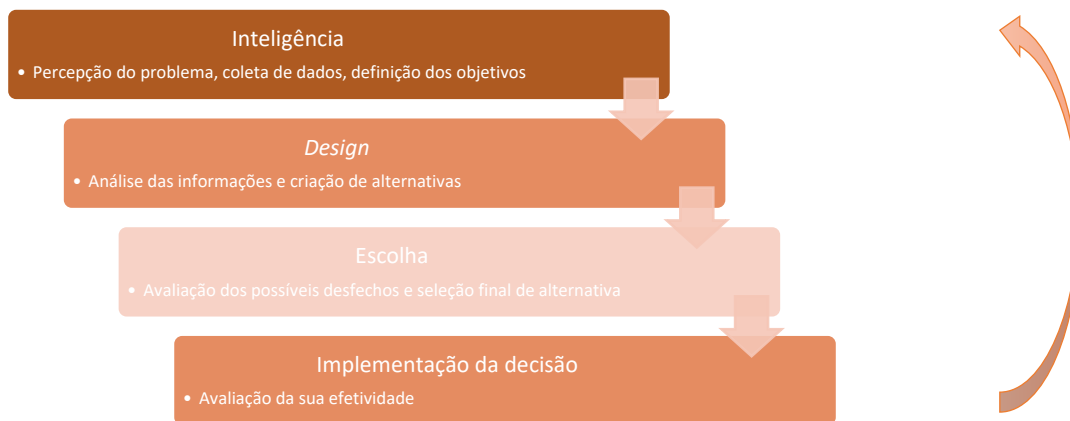 Inteligência
• Percepção do problema, coleta de dados, definição dos objetivos
Design
• Análise das informações e criação de alternativas
Escolha
• Avaliação dos possíveis desfechos e seleção final de alternativa
Implementação da decisão
• Avaliação da sua efetividade